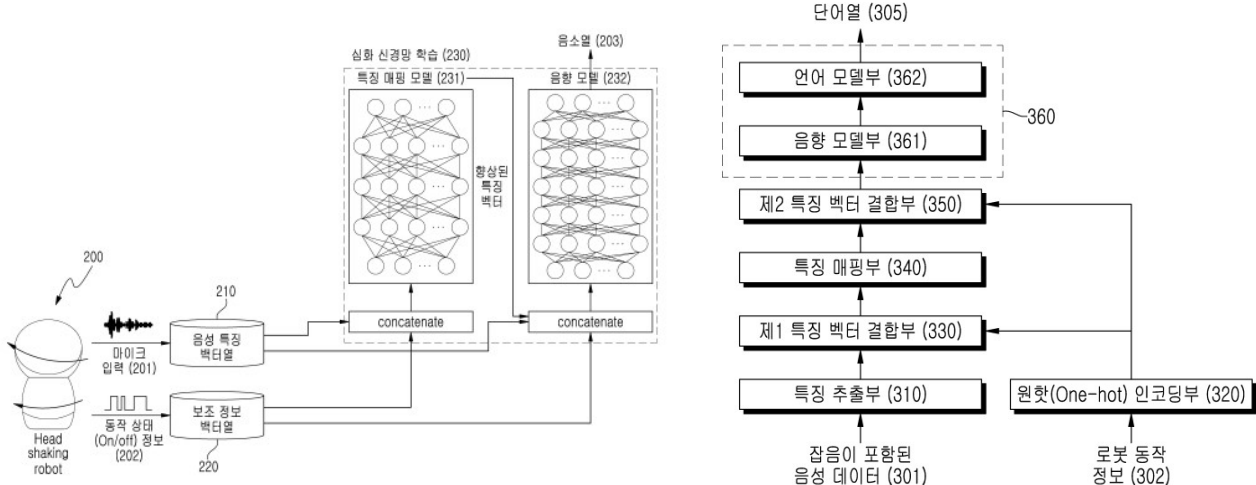 심화 신경망 학습 (230)
음소열 (203)
특징 매핑 모델 (231)
음향 모델 (232)
향상된
특징
벡터
200
210
concatenate
concatenate
음성 특징
백터열
마이크
입력 (201)
보조 정보
백터열
동작 상태
(On/off) 정보
(202)
220
Head
shaking
robot
단어열 (305)
언어 모델부 (362)
360
음향 모델부 (361)
제2 특징 벡터 결합부 (350)
특징 매핑부 (340)
제1 특징 벡터 결합부 (330)
특징 추출부 (310)
원핫(One-hot) 인코딩부 (320)
잡음이 포함된
음성 데이터 (301)
로봇 동작
정보 (302)